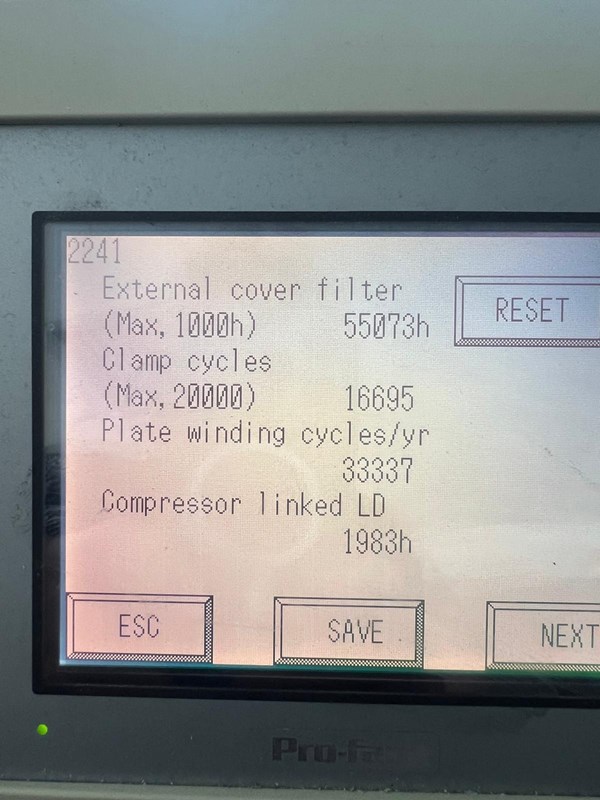 2241
External cover filter
(Max, 1000h) 55073h
RESET
Clamp cycles
(Max, 20000) 16695
Plate winding cycles/yr
33337
Compressor linked LD
1983h
ESC SAVE NEXT